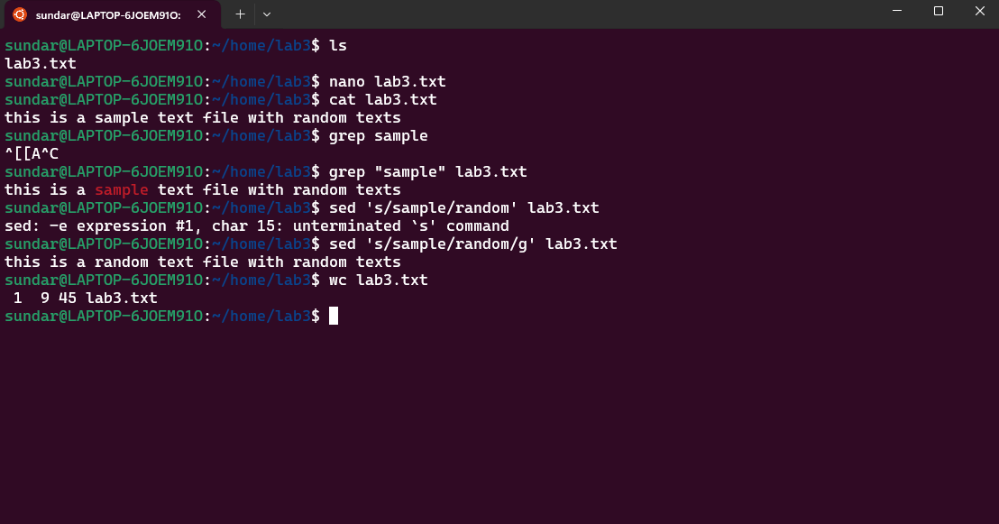 sundar@LAPTOP-6JOEM91O:
sundar@LAPTOP-6JOEM91O:~/home/lab3$ ls
lab3.txt
sundar@LAPTOP-6JOEM91O:~/home/lab3$ nano lab3.txt
sundar@LAPTOP-6JOEM91O:~/home/lab3$ cat lab3.txt
this is a sample text file with random texts
sundar@LAPTOP-6JOEM91O:~/home/lab3$ grep sample
^[[A^C
sundar@LAPTOP-6JOEM91O:~/home/lab3$ grep "sample" lab3.txt
this is a sample text file with random texts
sundar@LAPTOP-6JOEM91O:~/home/lab3$ sed 's/sample/random' lab3.txt
sed: -e expression #1, char 15: unterminated `s' command
sundar@LAPTOP-6JOEM91O:~/home/lab3$ sed 's/sample/random/g' lab3.txt
this is a random text file with random texts
sundar@LAPTOP-6JOEM91O:~/home/lab3$ wc lab3.txt
 1  9 45 lab3.txt
sundar@LAPTOP-6JOEM91O:~/home/lab3$